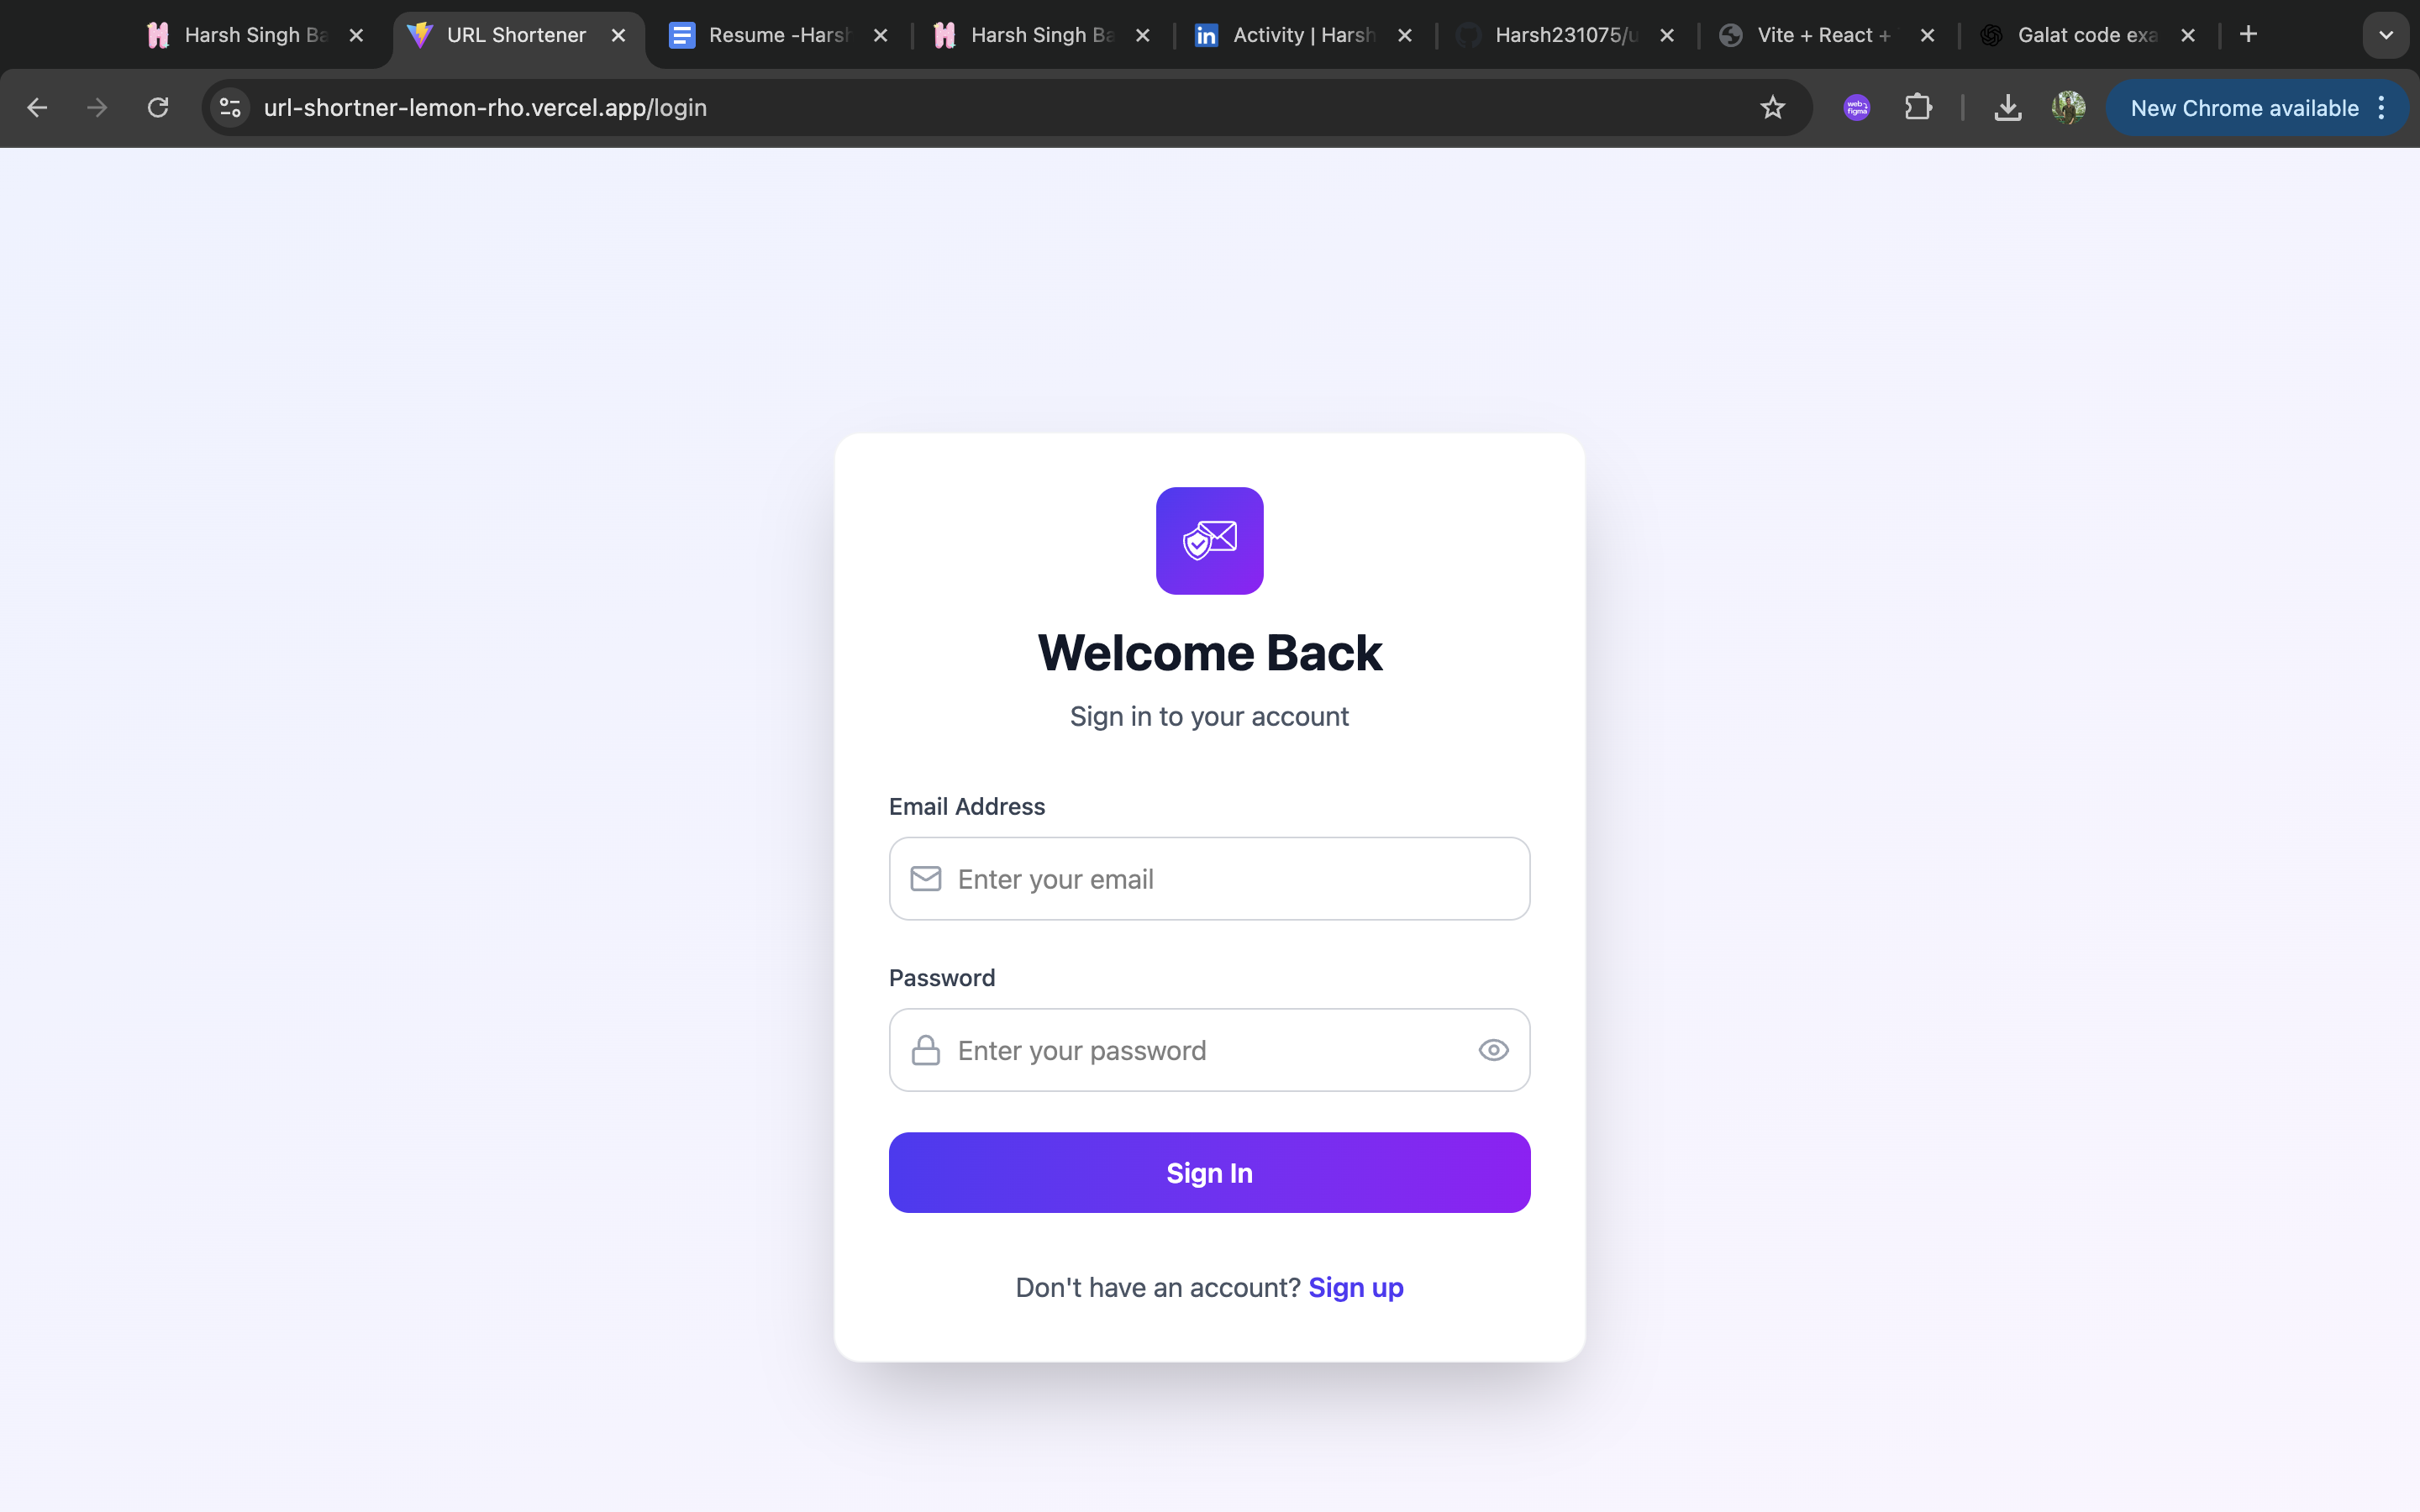 Harsh Singh Ba URL Shortener Resume -Harsh Harsh Singh Ba Activity | Harsh Harsh231075/u Vite + React + Galat code exa
url-shortner-lemon-rho.vercel.app/login New Chrome available
Welcome Back
Sign in to your account
Email Address
Enter your email
Password
Enter your password
Sign In
Don't have an account? Sign up